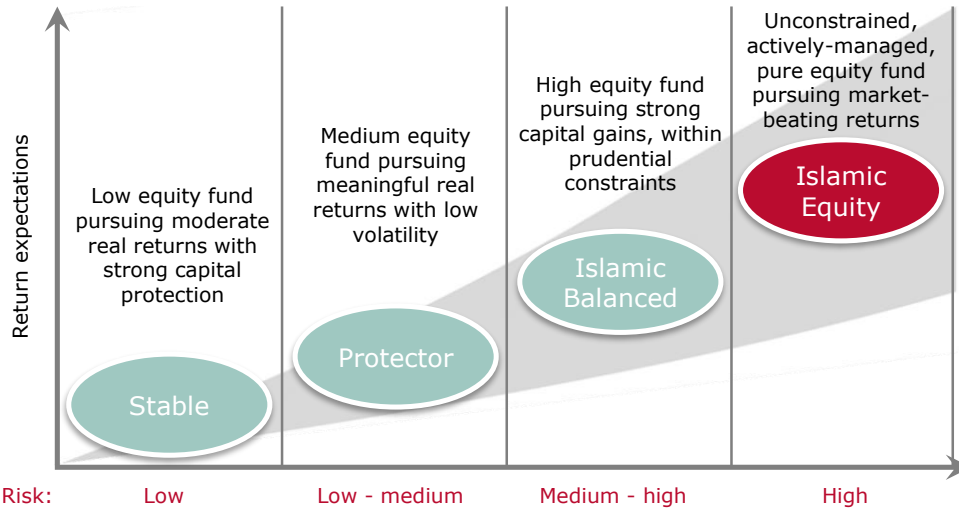 Return expectations
Low equity fund
pursuing moderate
real returns with
strong capital
protection
Stable
Medium equity
fund pursuing
meaningful real
returns with low
volatility
Protector
High equity fund
pursuing strong
capital gains, within
prudential
constraints
Islamic
Balanced
Unconstrained,
actively-managed,
pure equity fund
pursuing market-
beating returns
Islamic
Equity
Risk:
Low
Low - medium
Medium - high
High